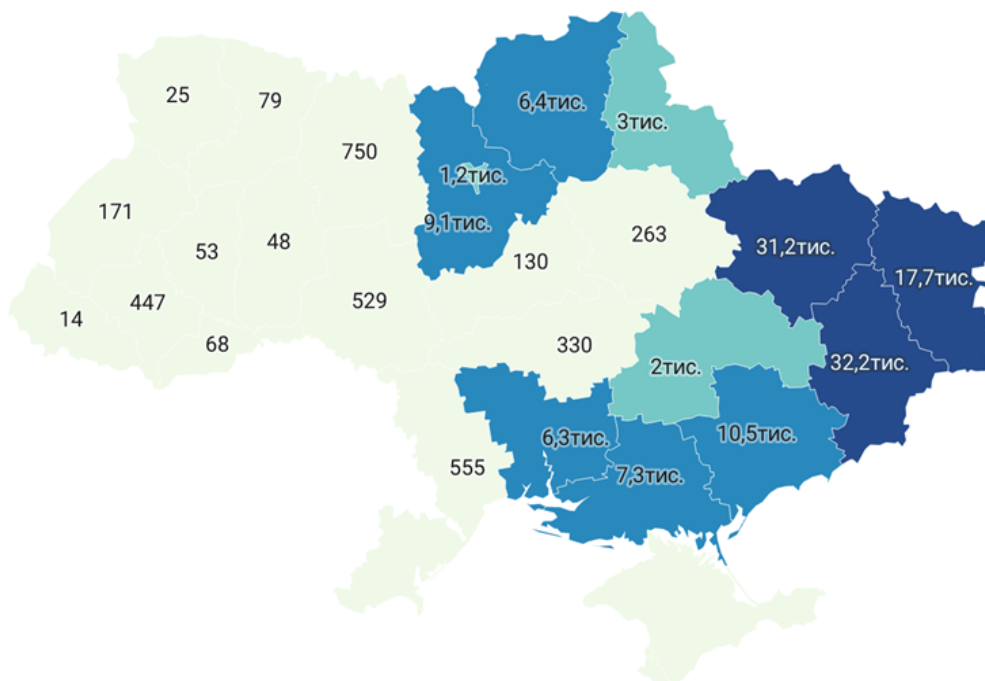 25
79
6,4тис.
3тис.
750
1,2тис.
171
9,1тис.
263
53
48
31,2тис.
130
17,7тис.
447
529
14
68
330
2тис.
32,2тис.
6,3тис.
10,5тис.
555
7,3тис.